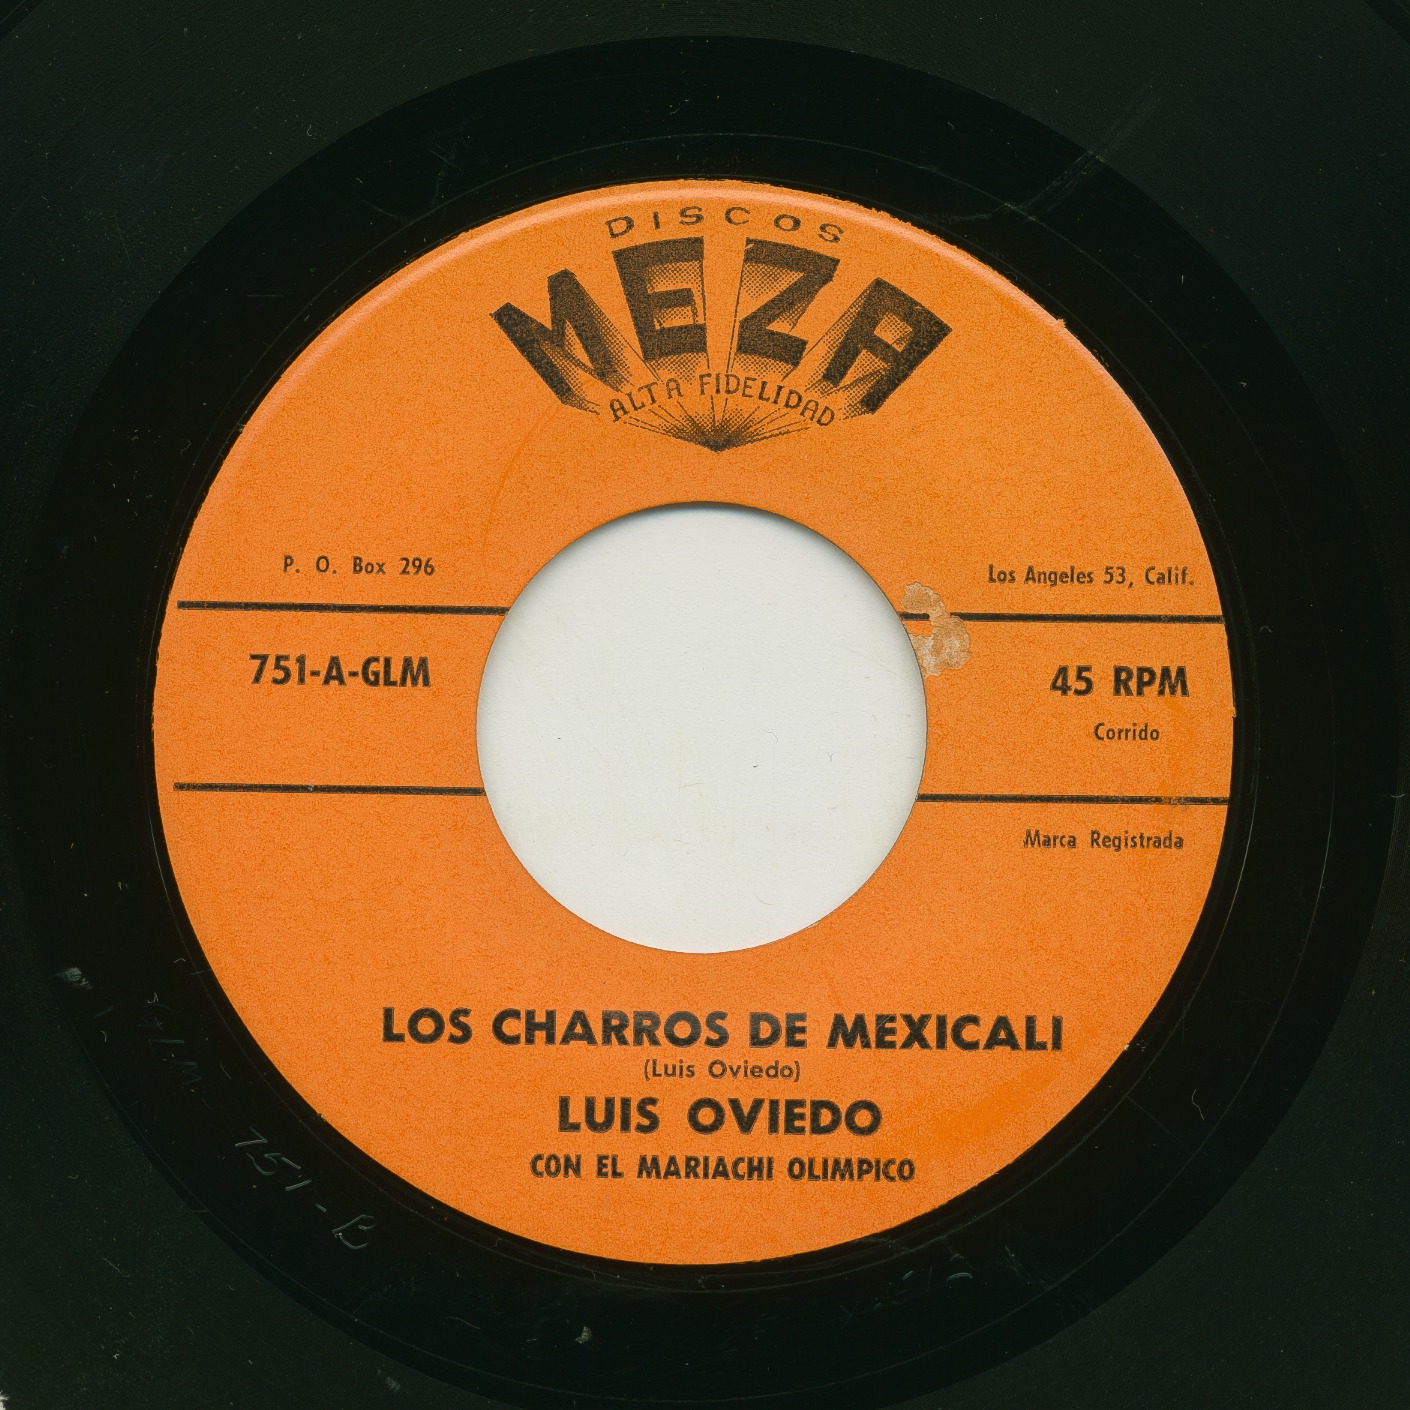 DISCOS
MEZA
ALTA FIDELIDAD
P. O. Box 296
Los Angeles 53, Calif.
751-A-GLM
45 RPM
Corrido
Marca Registrada
LOS CHARROS DE MEXICALI
(Luis Oviedo)
LUIS OVIEDO
CON EL MARIACHI OLIMPICO
751-B